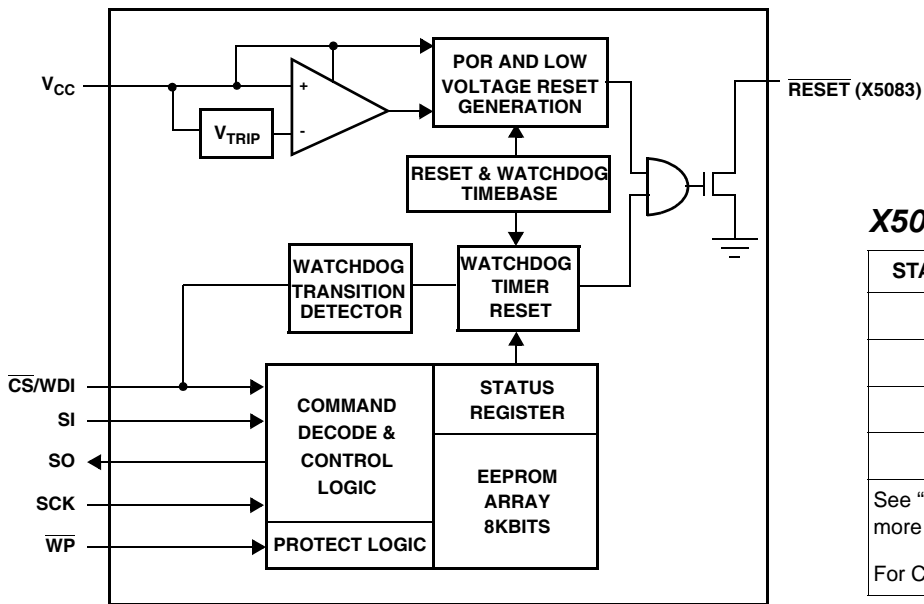 V_CC
+
-
V_TRIP
POR AND LOW
VOLTAGE RESET
GENERATION
RESET (X5083)
RESET & WATCHDOG
TIMEBASE
WATCHDOG
TRANSITION
DETECTOR
WATCHDOG
TIMER
RESET
CS/WDI
SI
SO
SCK
WP
COMMAND
DECODE &
CONTROL
LOGIC
PROTECT LOGIC
STATUS
REGISTER
EEPROM
ARRAY
8KBITS
X50
STA
See “
more
For C